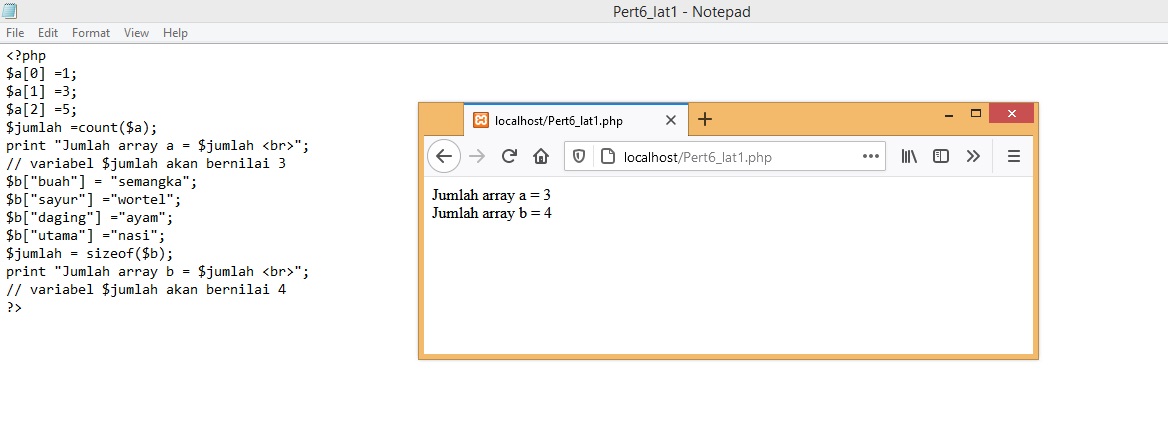 Pert6_lat1 - Notepad
File Edit Format View Help
<?php
$a[0] =1;
$a[1] =3;
$a[2] =5;
$jumlah =count($a);
print "Jumlah array a = $jumlah <br>";
// variabel $jumlah akan bernilai 3
$b["buah"] = "semangka";
$b["sayur"] ="wortel";
$b["daging"] ="ayam";
$b["utama"] ="nasi";
$jumlah = sizeof($b);
print "Jumlah array b = $jumlah <br>";
// variabel $jumlah akan bernilai 4
?>
localhost/Pert6_lat1.php
localhost/Pert6_lat1.php
Jumlah array a = 3
Jumlah array b = 4